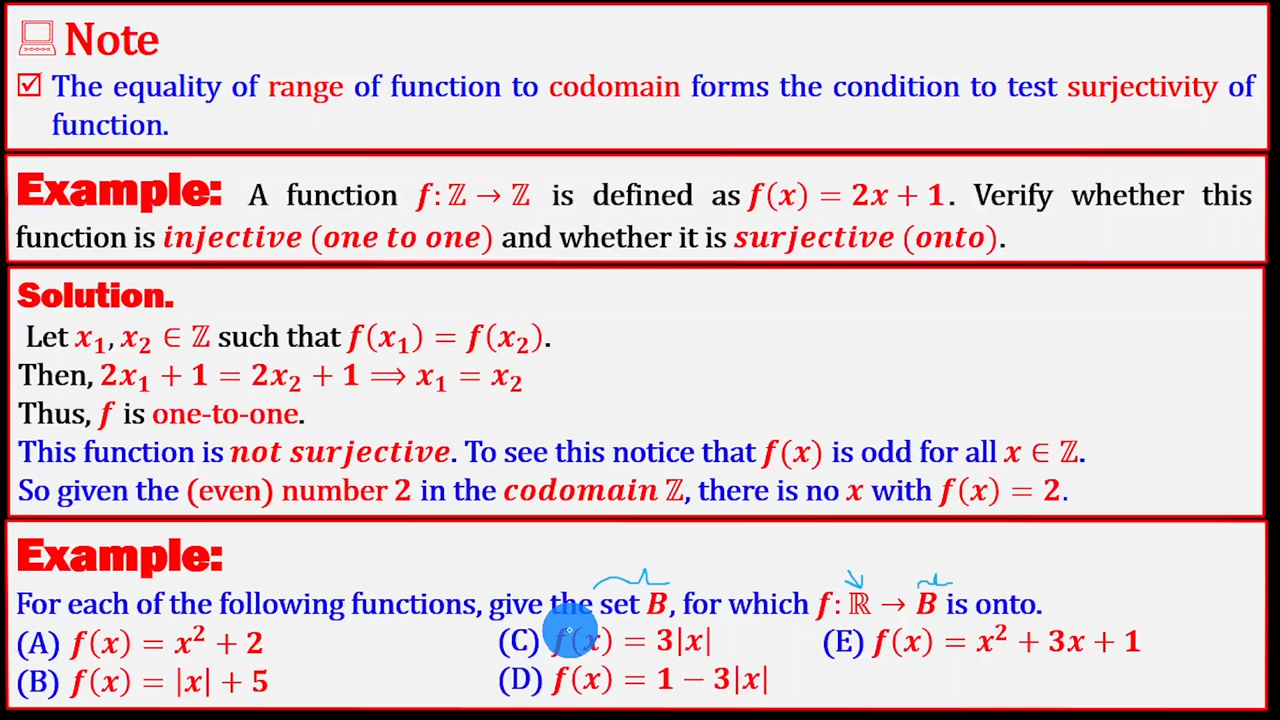 Note
The equality of range of function to codomain forms the condition to test surjectivity of
function.
Example: A function f: ℤ → ℤ is defined as f(x) = 2x + 1. Verify whether this
function is injective (one to one) and whether it is surjective (onto).
Solution.
Let x₁, x₂ ∈ ℤ such that f(x₁) = f(x₂).
Then, 2x₁ + 1 = 2x₂ + 1 ⟹ x₁ = x₂
Thus, f is one-to-one.
This function is not surjective. To see this notice that f(x) is odd for all x ∈ ℤ.
So given the (even) number 2 in the codomain ℤ, there is no x with f(x) = 2.
Example:
For each of the following functions, give the set B, for which f: ℝ → B is onto.
(A) f(x) = x² + 2 (C) f(x) = 3|x| (E) f(x) = x² + 3x + 1
(B) f(x) = |x| + 5 (D) f(x) = 1 − 3|x|